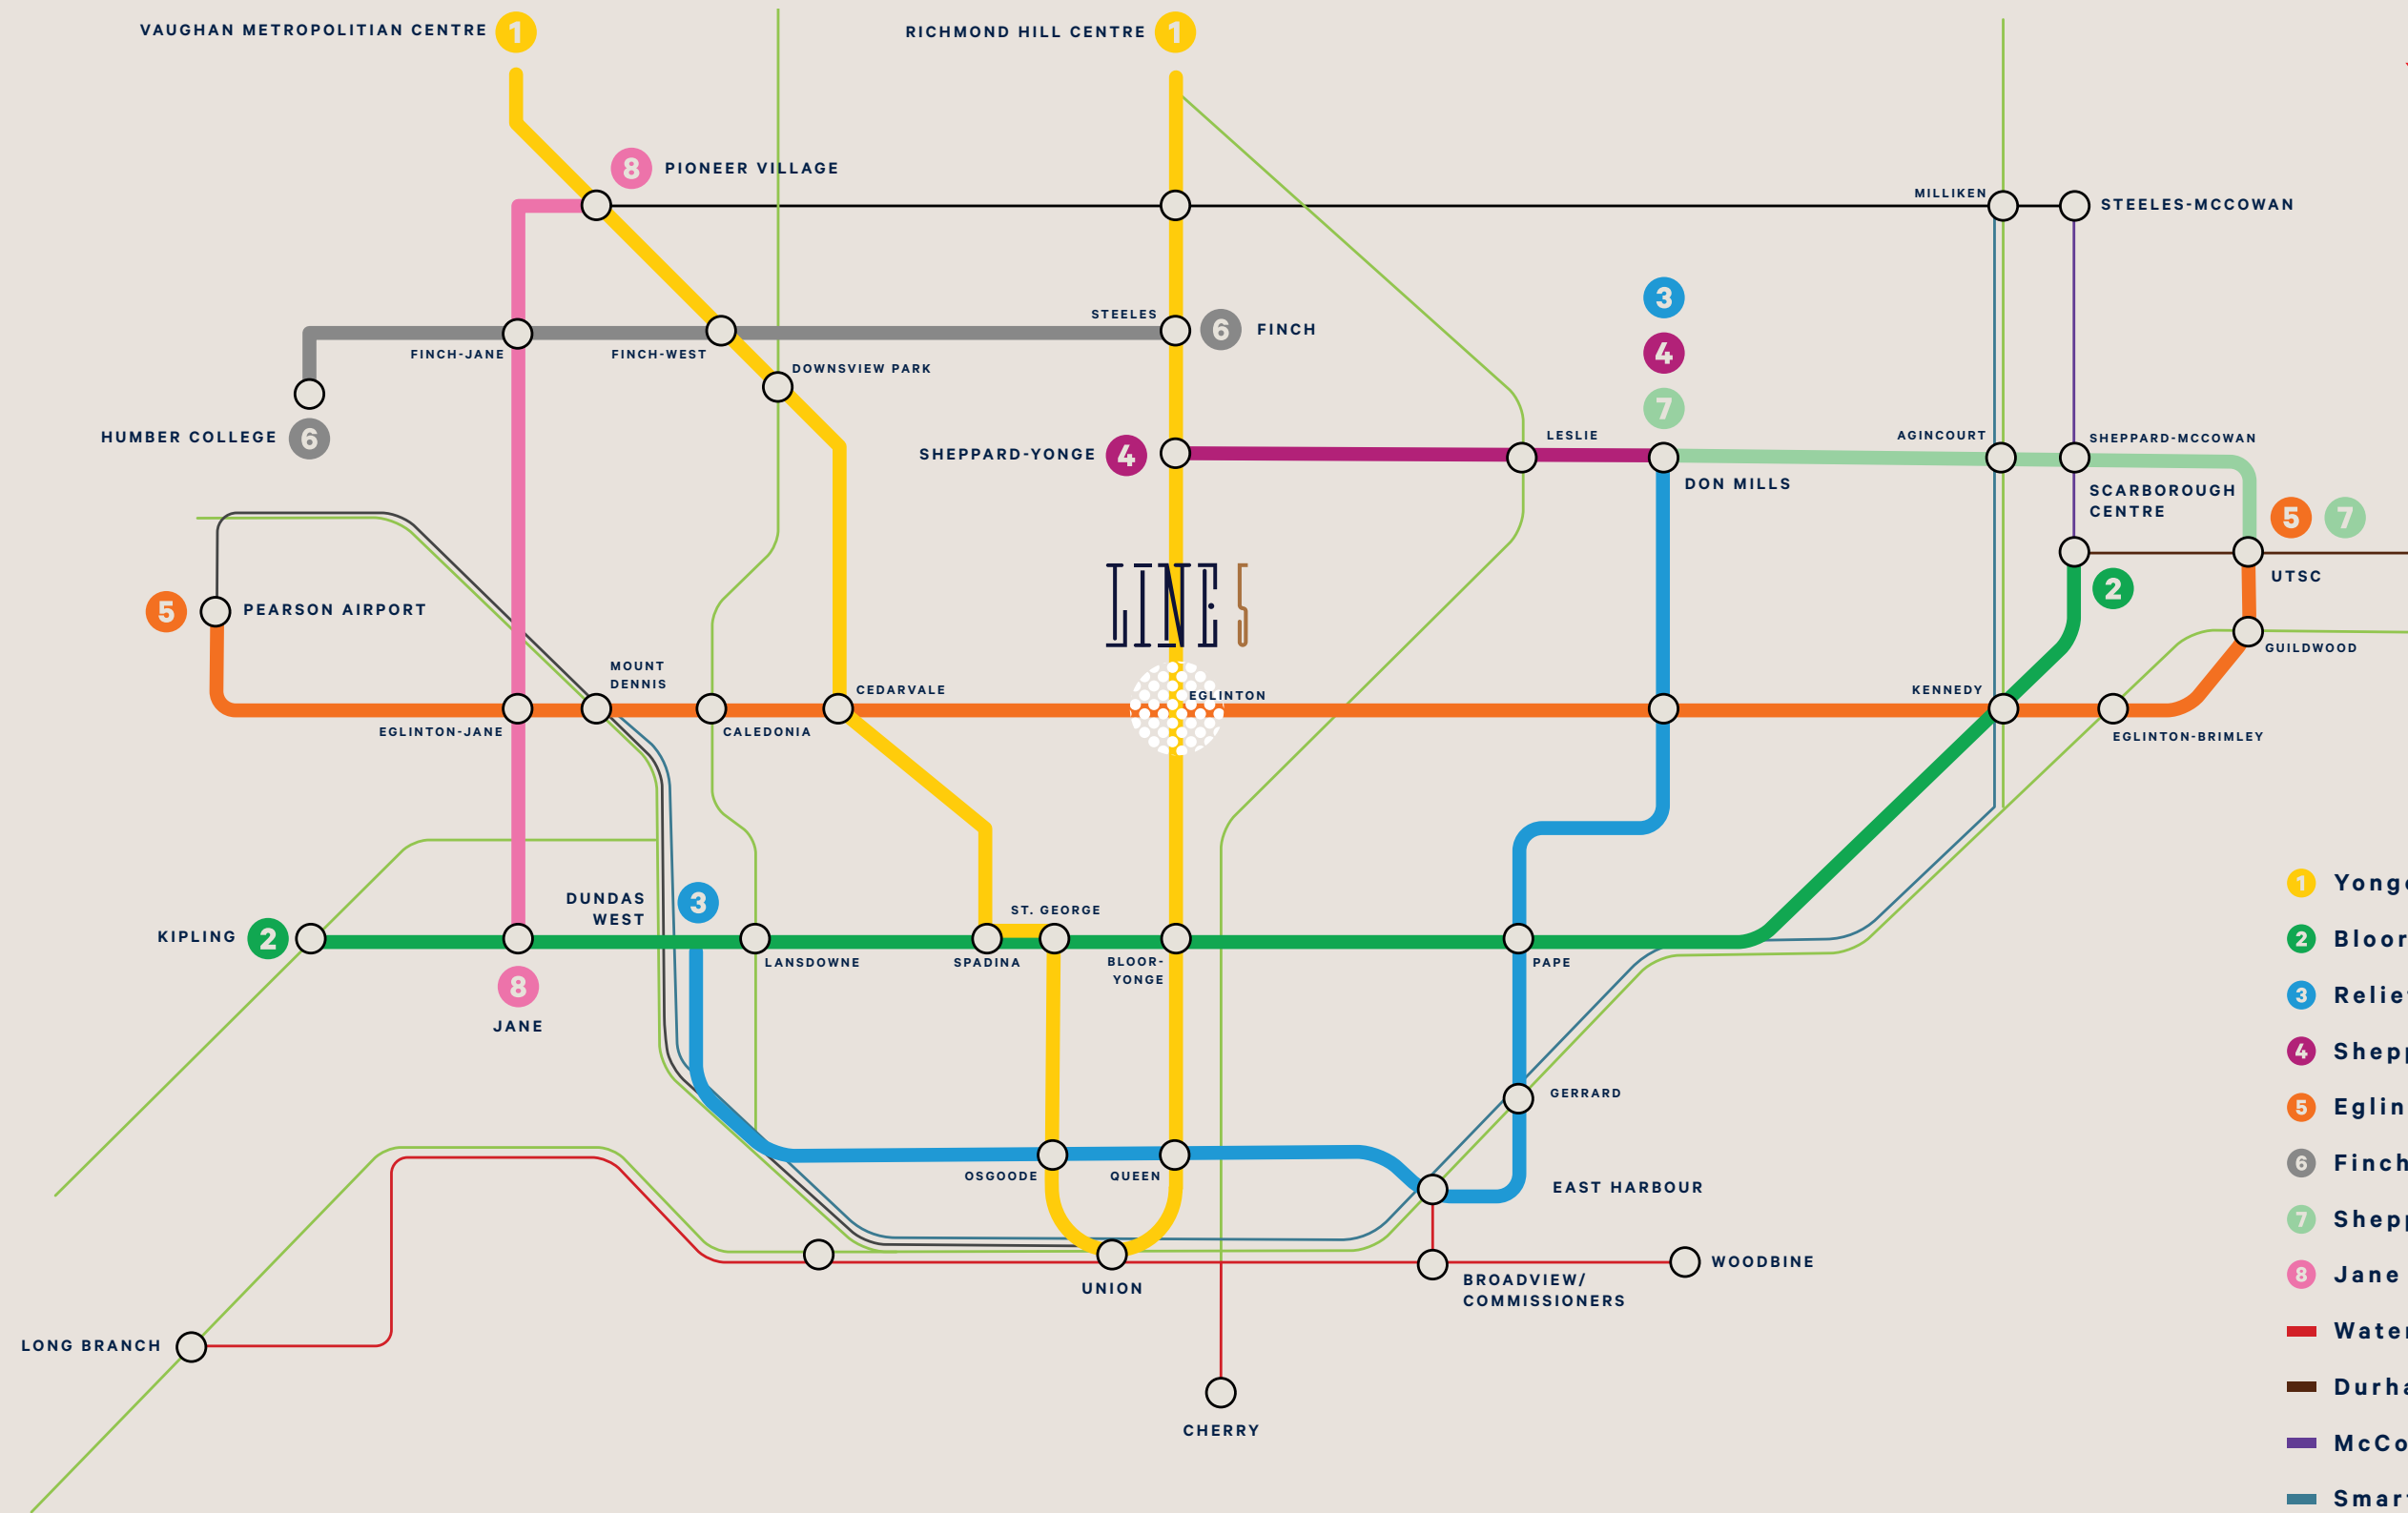 VAUGHAN METROPOLITIAN CENTRE 1
RICHMOND HILL CENTRE 1
8 PIONEER VILLAGE
MILLIKEN
STEELES-MCCOWAN
3
STEELES
6 FINCH
4
FINCH-JANE
FINCH-WEST
DOWNSVIEW PARK
7
HUMBER COLLEGE 6
SHEPPARD-YONGE 4
LESLIE
AGINCOURT
SHEPPARD-MCCOWAN
DON MILLS
SCARBOROUGH
CENTRE
5 7
UTSC
2
LINE 5
5 PEARSON AIRPORT
GUILDWOOD
MOUNT
DENNIS
CEDARVALE
EGLINTON
KENNEDY
EGLINTON-JANE
CALEDONIA
EGLINTON-BRIMLEY
DUNDAS
WEST
3
ST. GEORGE
KIPLING 2
LANSDOWNE
SPADINA
BLOOR-
YONGE
PAPE
8
JANE
GERRARD
OSGOODE
QUEEN
EAST HARBOUR
UNION
BROADVIEW/
COMMISSIONERS
WOODBINE
LONG BRANCH
CHERRY
1 Yong
2 Bloor
3 Relie
4 Shep
5 Eglin
6 Finch
7 Shep
8 Jane
Water
Durha
McCo
Smar